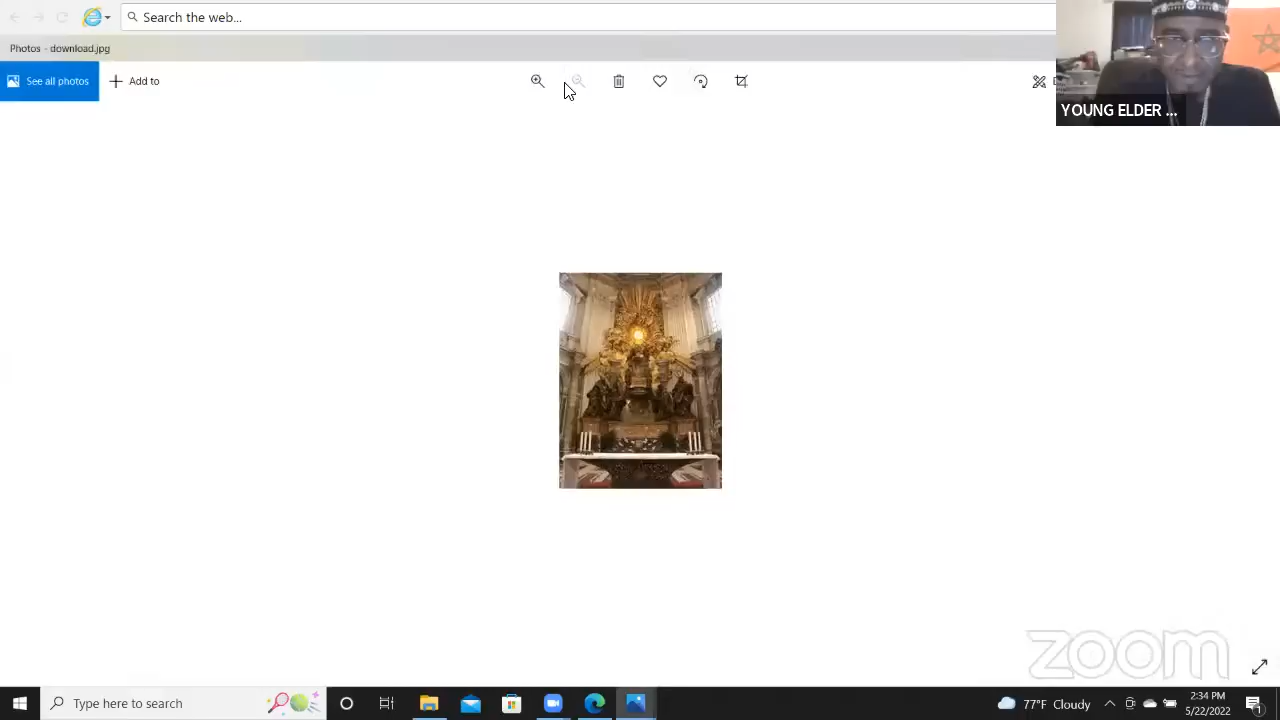 Search the web...
Photos - download.jpg
See all photos
Add to
YOUNG ELDER ...
zoom
Type here to search
77°F Cloudy
2:34 PM
5/22/2022
1